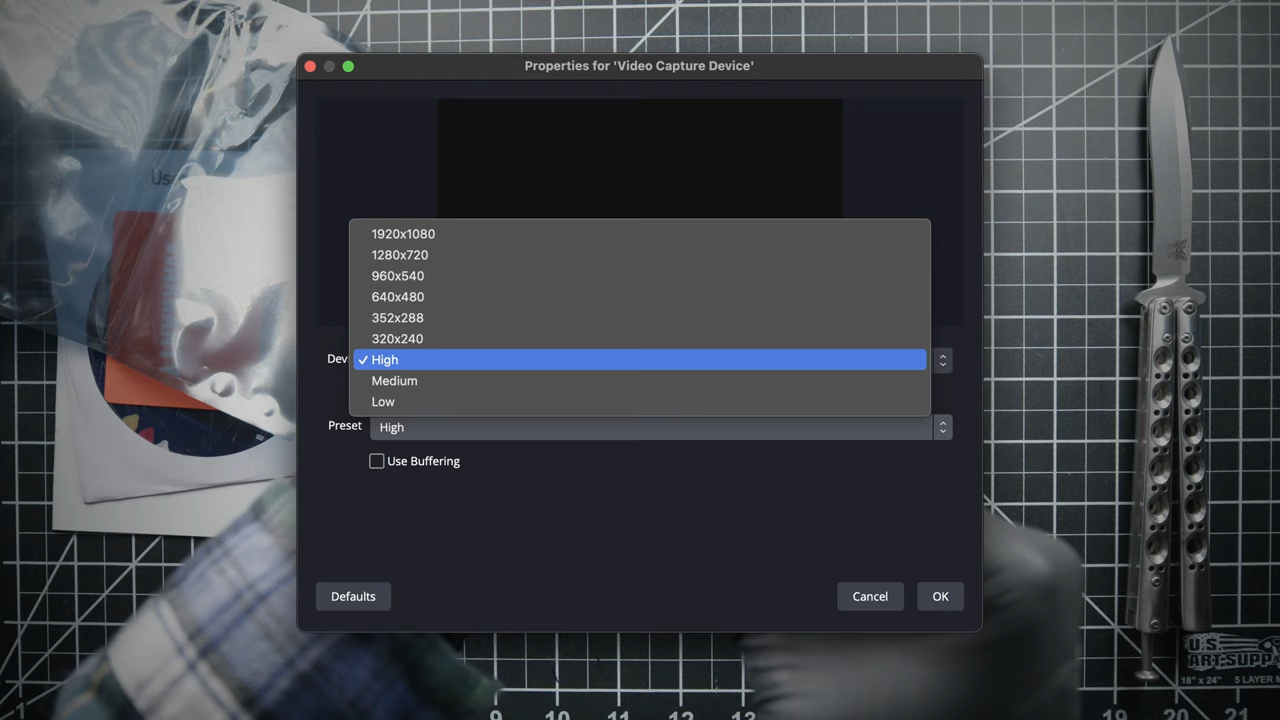 Properties for 'Video Capture Device'
Use
1920x1080
1280x720
960x540
640x480
352x288
320x240
Dev
✓ High
Medium
Low
Preset
High
Use Buffering
Defaults
Cancel
OK
U.S.
ART SUPP
18" x 24" 5 LAYER
9 10 11 12 13
19 20 21